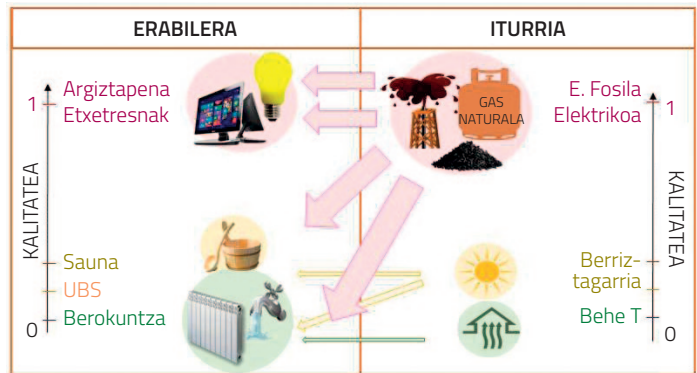 ERABILERA
ITURRIA
Argiztapena
Etxetresnak
1
KALITATEA
Sauna
UBS
Berokuntza
0
GAS
NATURALA
E. Fosila
Elektrikoa
1
KALITATEA
Berriz-
tagarria
Behe T
0